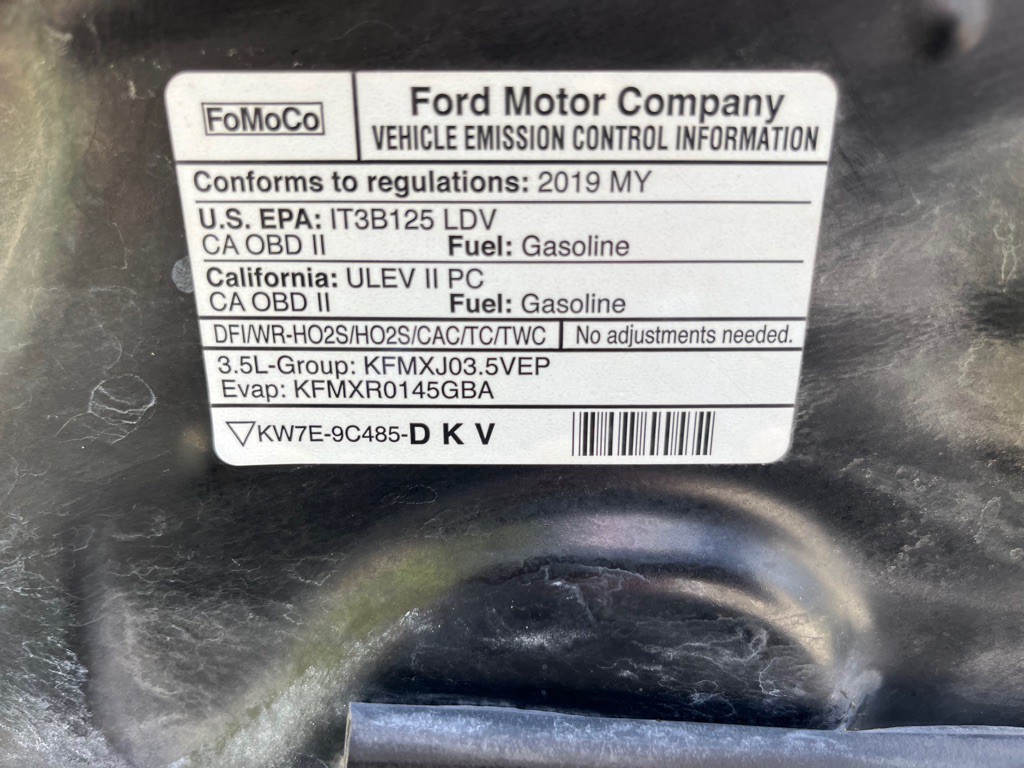 FoMoCo
Ford Motor Company
VEHICLE EMISSION CONTROL INFORMATION
Conforms to regulations: 2019 MY
U.S. EPA: IT3B125 LDV
CA OBD II Fuel: Gasoline
California: ULEV II PC
CA OBD II Fuel: Gasoline
DFI/WR-HO2S/HO2S/CAC/TC/TWC No adjustments needed.
3.5L-Group: KFMXJ03.5VEP
Evap: KFMXR0145GBA
KW7E-9C485-D K V